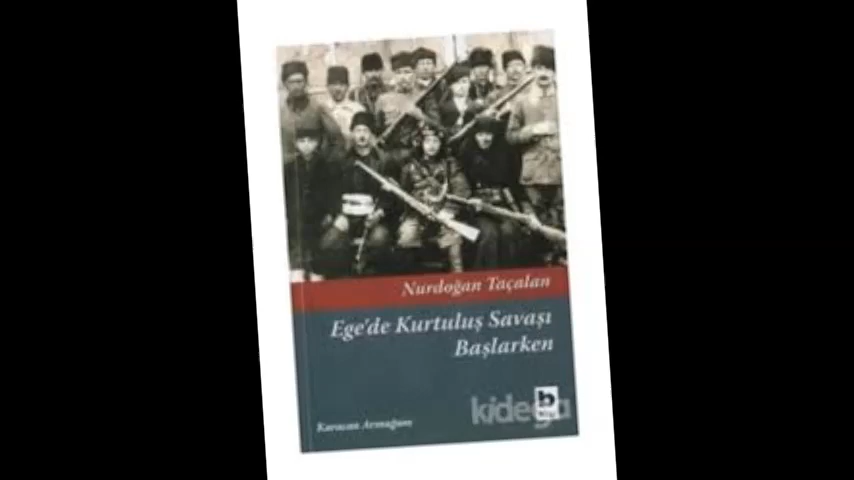 Nurdoğan Taçalan
Ege'de Kurtuluş Savaşı
Başlarken
kidega
b
Karacan Armağanı